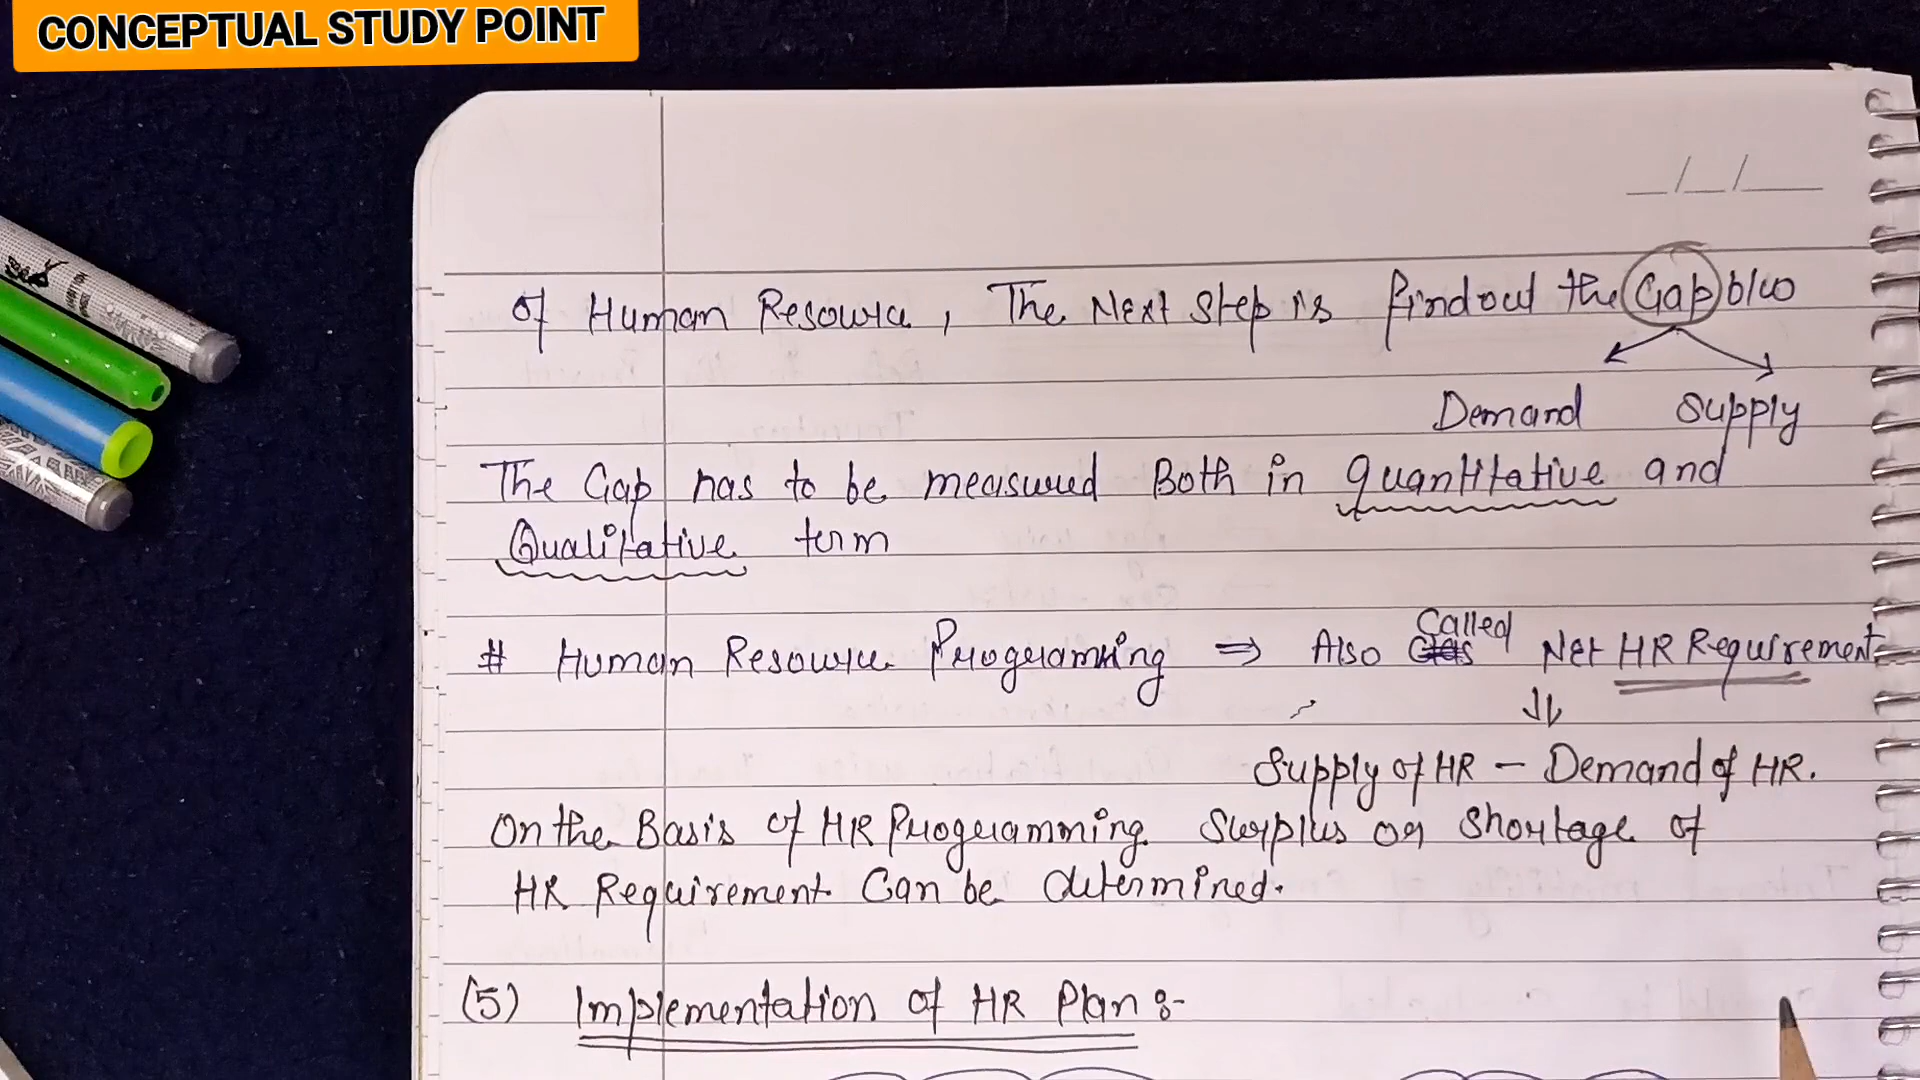 CONCEPTUAL STUDY POINT
_/_/___
of Human Resource, The Next Step is findout the Gap b/w
Demand Supply
The Gap has to be measured Both in quantitative and
Qualitative term
# Human Resource Programming ⇒ Also Called Net HR Requirement
⇓
Supply of HR - Demand of HR.
On the Basis of HR Programming Surplus or Shortage of
HR Requirement Can be determined.
(5) Implementation of HR Plan :-